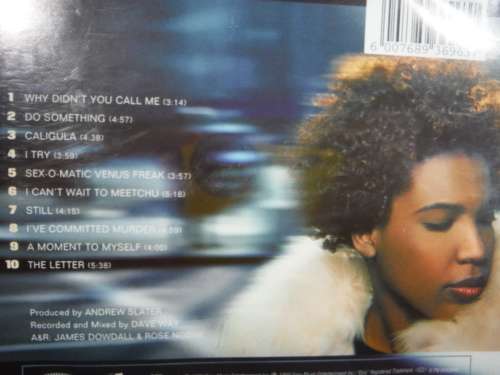 6 007689 369637
1 WHY DIDN'T YOU CALL ME (3:14)
2 DO SOMETHING (4:57)
3 CALIGULA (4:38)
4 I TRY (3:59)
5 SEX-O-MATIC VENUS FREAK (3:57)
6 I CAN'T WAIT TO MEETCHU (5:18)
7 STILL (4:15)
8 I'VE COMMITTED MURDER (4:59)
9 A MOMENT TO MYSELF (4:00)
10 THE LETTER (5:38)
Produced by ANDREW SLATER
Recorded and Mixed by DAVE WAY
A&R: JAMES DOWDALL & ROSE